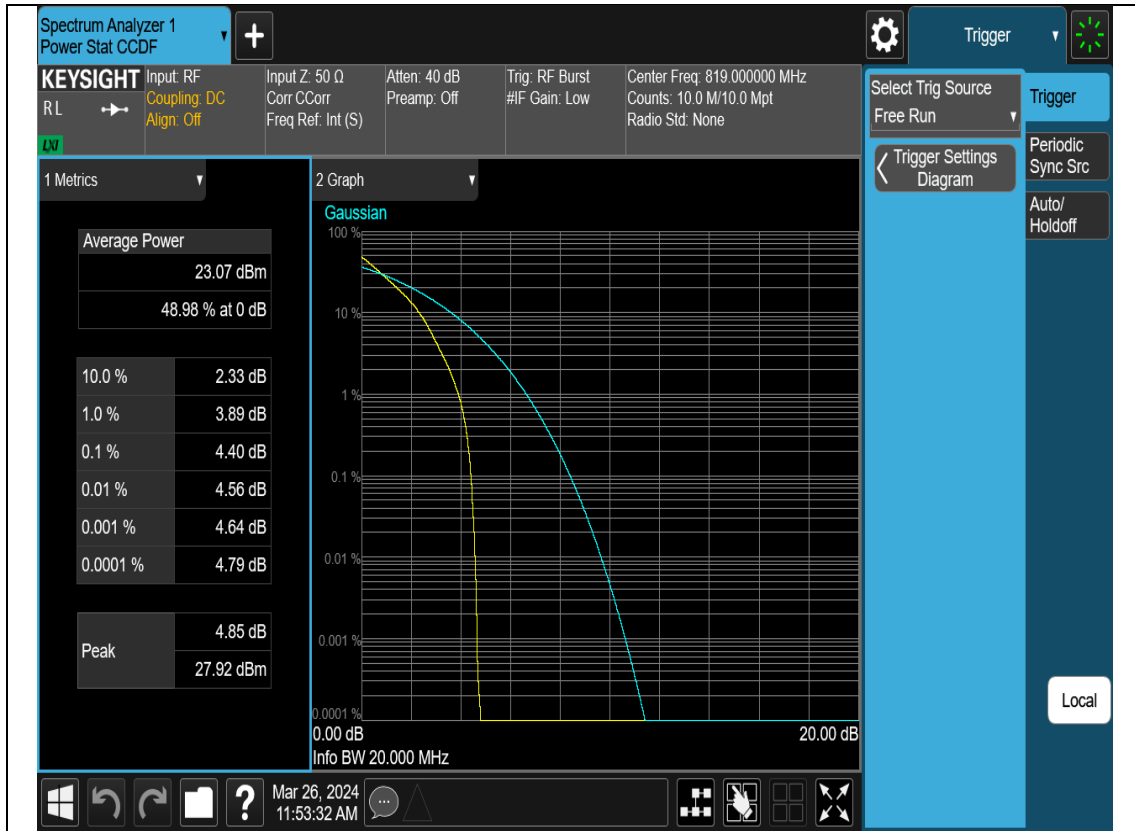 Spectrum Analyzer 1
Power Stat CCDF
+
Trigger
KEYSIGHT
RL
LXI
Input: RF
Coupling: DC
Align: Off
Input Z: 50 Ω
Corr CCorr
Freq Ref: Int (S)
Atten: 40 dB
Preamp: Off
Trig: RF Burst
#IF Gain: Low
Center Freq: 819.000000 MHz
Counts: 10.0 M/10.0 Mpt
Radio Std: None
Select Trig Source
Free Run
Trigger Settings
Diagram
Trigger
Periodic
Sync Src
Auto/
Holdoff
1 Metrics
Average Power
23.07 dBm
48.98 % at 0 dB
10.0 % 2.33 dB
1.0 % 3.89 dB
0.1 % 4.40 dB
0.01 % 4.56 dB
0.001 % 4.64 dB
0.0001 % 4.79 dB
Peak
4.85 dB
27.92 dBm
2 Graph
Gaussian
100 %
10 %
1 %
0.1 %
0.01 %
0.001 %
0.0001 %
0.00 dB 20.00 dB
Info BW 20.000 MHz
Local
?
Mar 26, 2024
11:53:32 AM